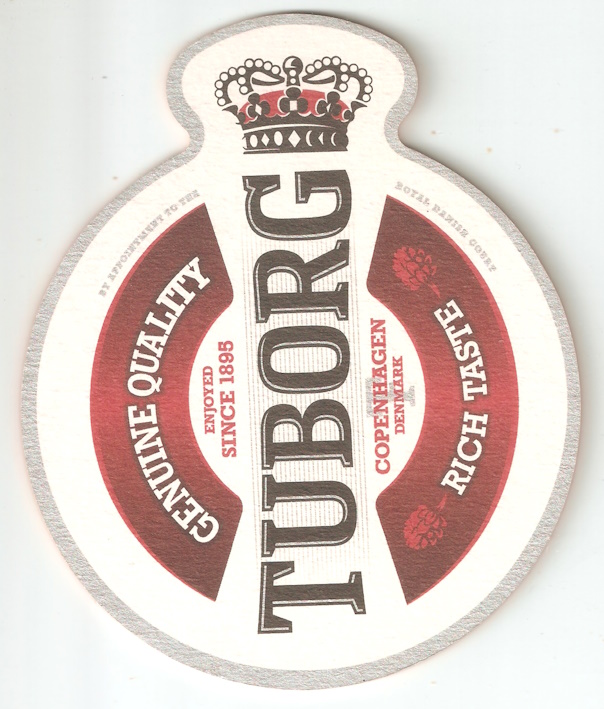 BY APPOINTMENT TO THE
ROYAL DANISH COURT
GENUINE QUALITY
ENJOYED
SINCE 1895
TUBORG
COPENHAGEN
DENMARK
RICH TASTE